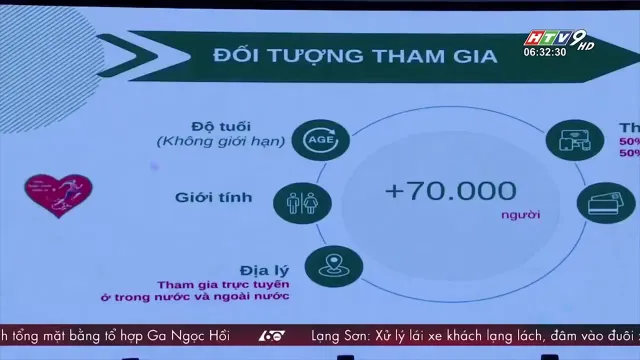 HTV9 HD
06:32:30
ĐỐI TƯỢNG THAM GIA
Độ tuổi
(Không giới hạn)
AGE
Th
50%
50%
Giới tính
+70.000
người
Địa lý
Tham gia trực tuyến
ở trong nước và ngoài nước
h tổng mặt bằng tổ hợp Ga Ngọc Hồi
60
Lạng Sơn: Xử lý lái xe khách lạng lách, đâm vào đuôi